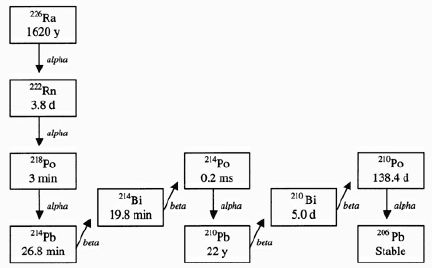 ²²⁶Ra
1620 y
alpha
²²²Rn
3.8 d
alpha
²¹⁸Po
3 min
alpha
²¹⁴Pb
26.8 min
beta
²¹⁴Bi
19.8 min
beta
²¹⁴Po
0.2 ms
alpha
²¹⁰Pb
22 y
beta
²¹⁰Bi
5.0 d
beta
²¹⁰Po
138.4 d
alpha
²⁰⁶Pb
Stable